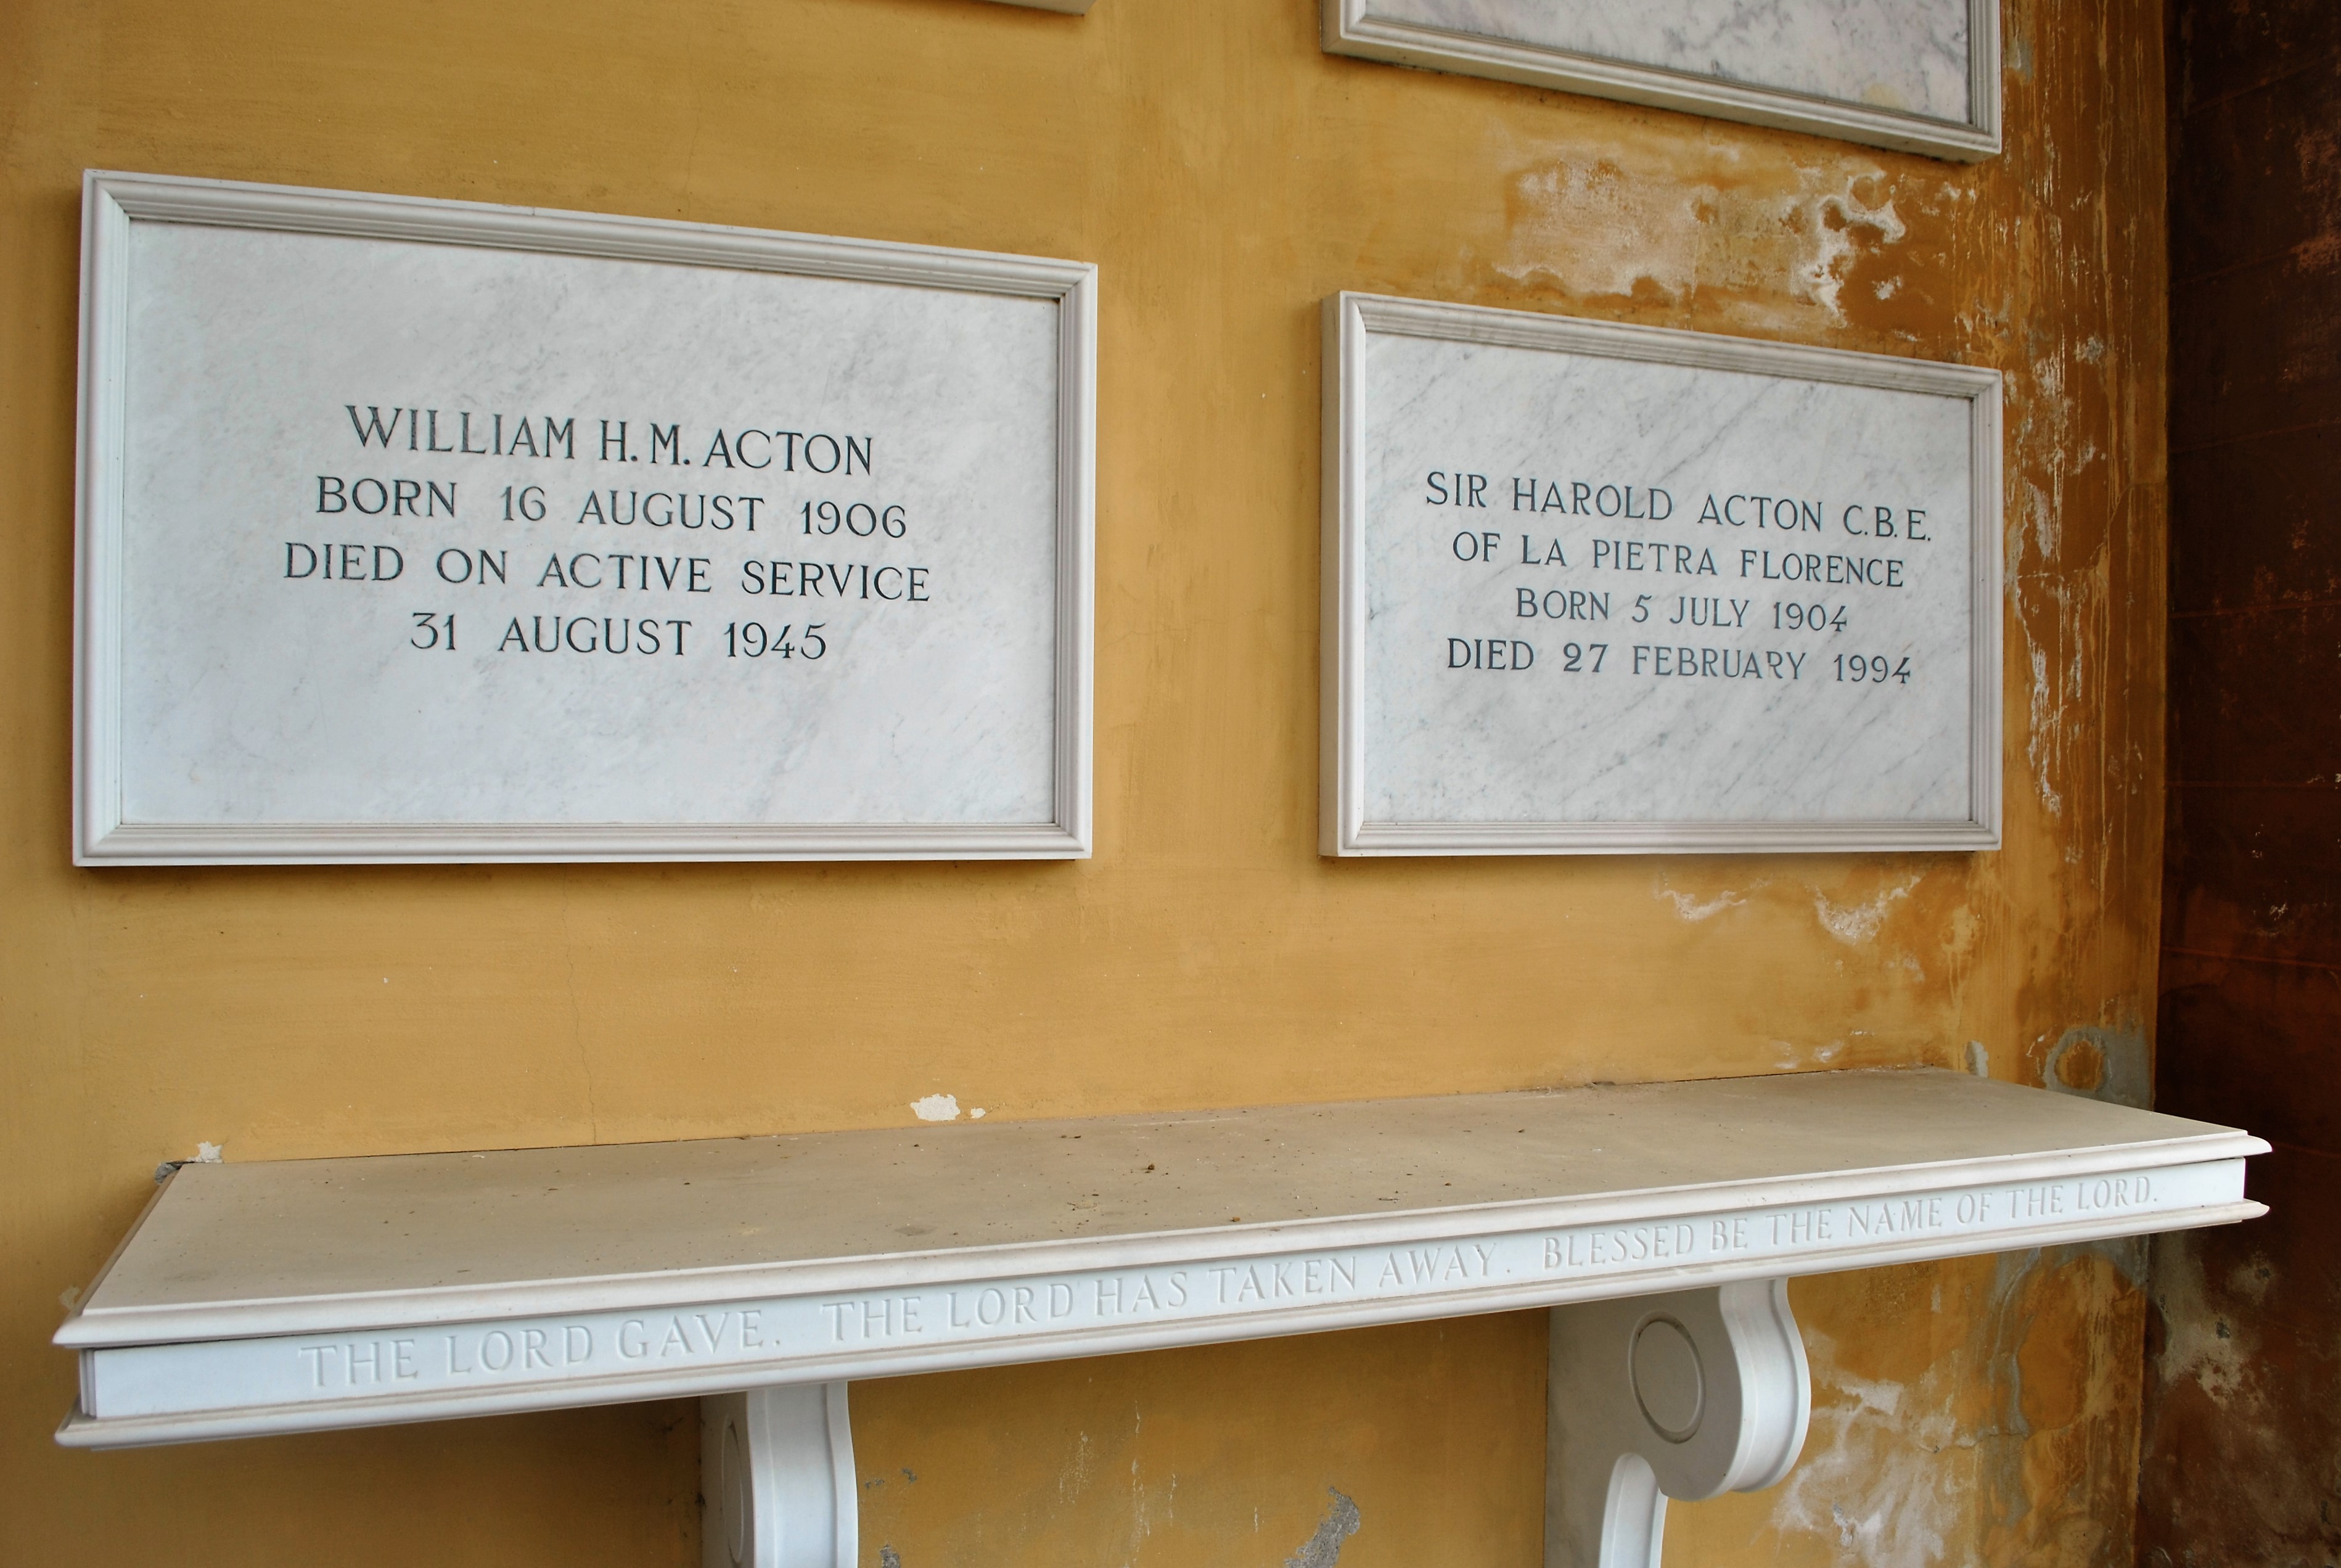 WILLIAM H. M. ACTON
BORN 16 AUGUST 1906
DIED ON ACTIVE SERVICE
31 AUGUST 1945
SIR HAROLD ACTON C.B.E.
OF LA PIETRA FLORENCE
BORN 5 JULY 1904
DIED 27 FEBRUARY 1994
THE LORD GAVE. THE LORD HAS TAKEN AWAY. BLESSED BE THE NAME OF THE LORD.